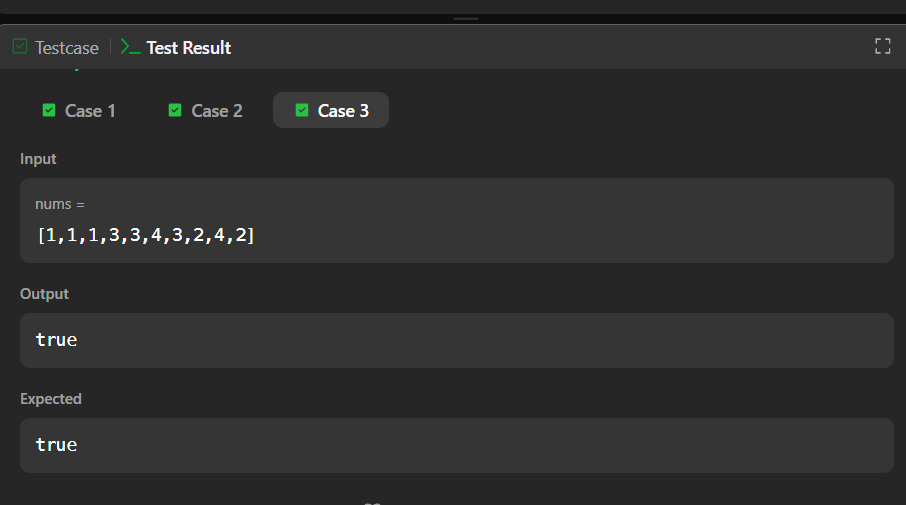 Testcase
Test Result
Case 1
Case 2
Case 3
Input
nums =
[1,1,1,3,3,4,3,2,4,2]
Output
true
Expected
true